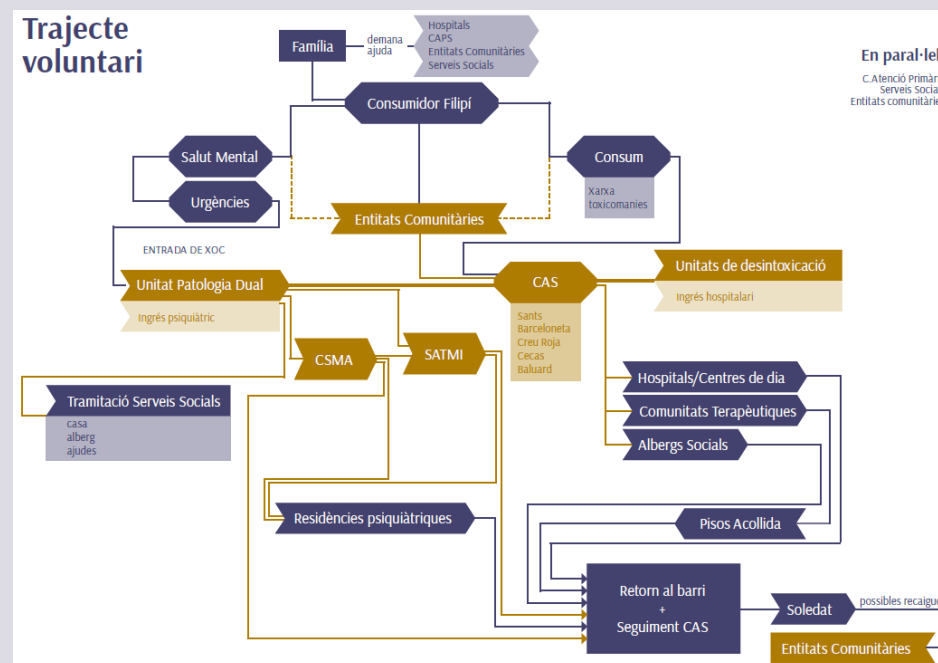 Trajecte
voluntari
Família
demana
ajuda
Hospitals
CAPS
Entitats Comunitàries
Serveis Socials
En paral·lel
C.Atenció Primàr
Serveis Socia
Entitats comunitàrie
Consumidor Filipí
Salut Mental
Consum
Xarxa
toxicomanies
Urgències
Entitats Comunitàries
ENTRADA DE XOC
Unitat Patologia Dual
Ingrés psiquiàtric
CAS
Sants
Barceloneta
Creu Roja
Cecas
Baluard
Unitats de desintoxicació
Ingrés hospitalari
CSMA
SATMI
Hospitals/Centres de dia
Comunitats Terapèutiques
Albergs Socials
Tramitació Serveis Socials
casa
alberg
ajudes
Residències psiquiàtriques
Pisos Acollida
Retorn al barri
+
Seguiment CAS
Soledat
possibles recaigu
Entitats Comunitàries